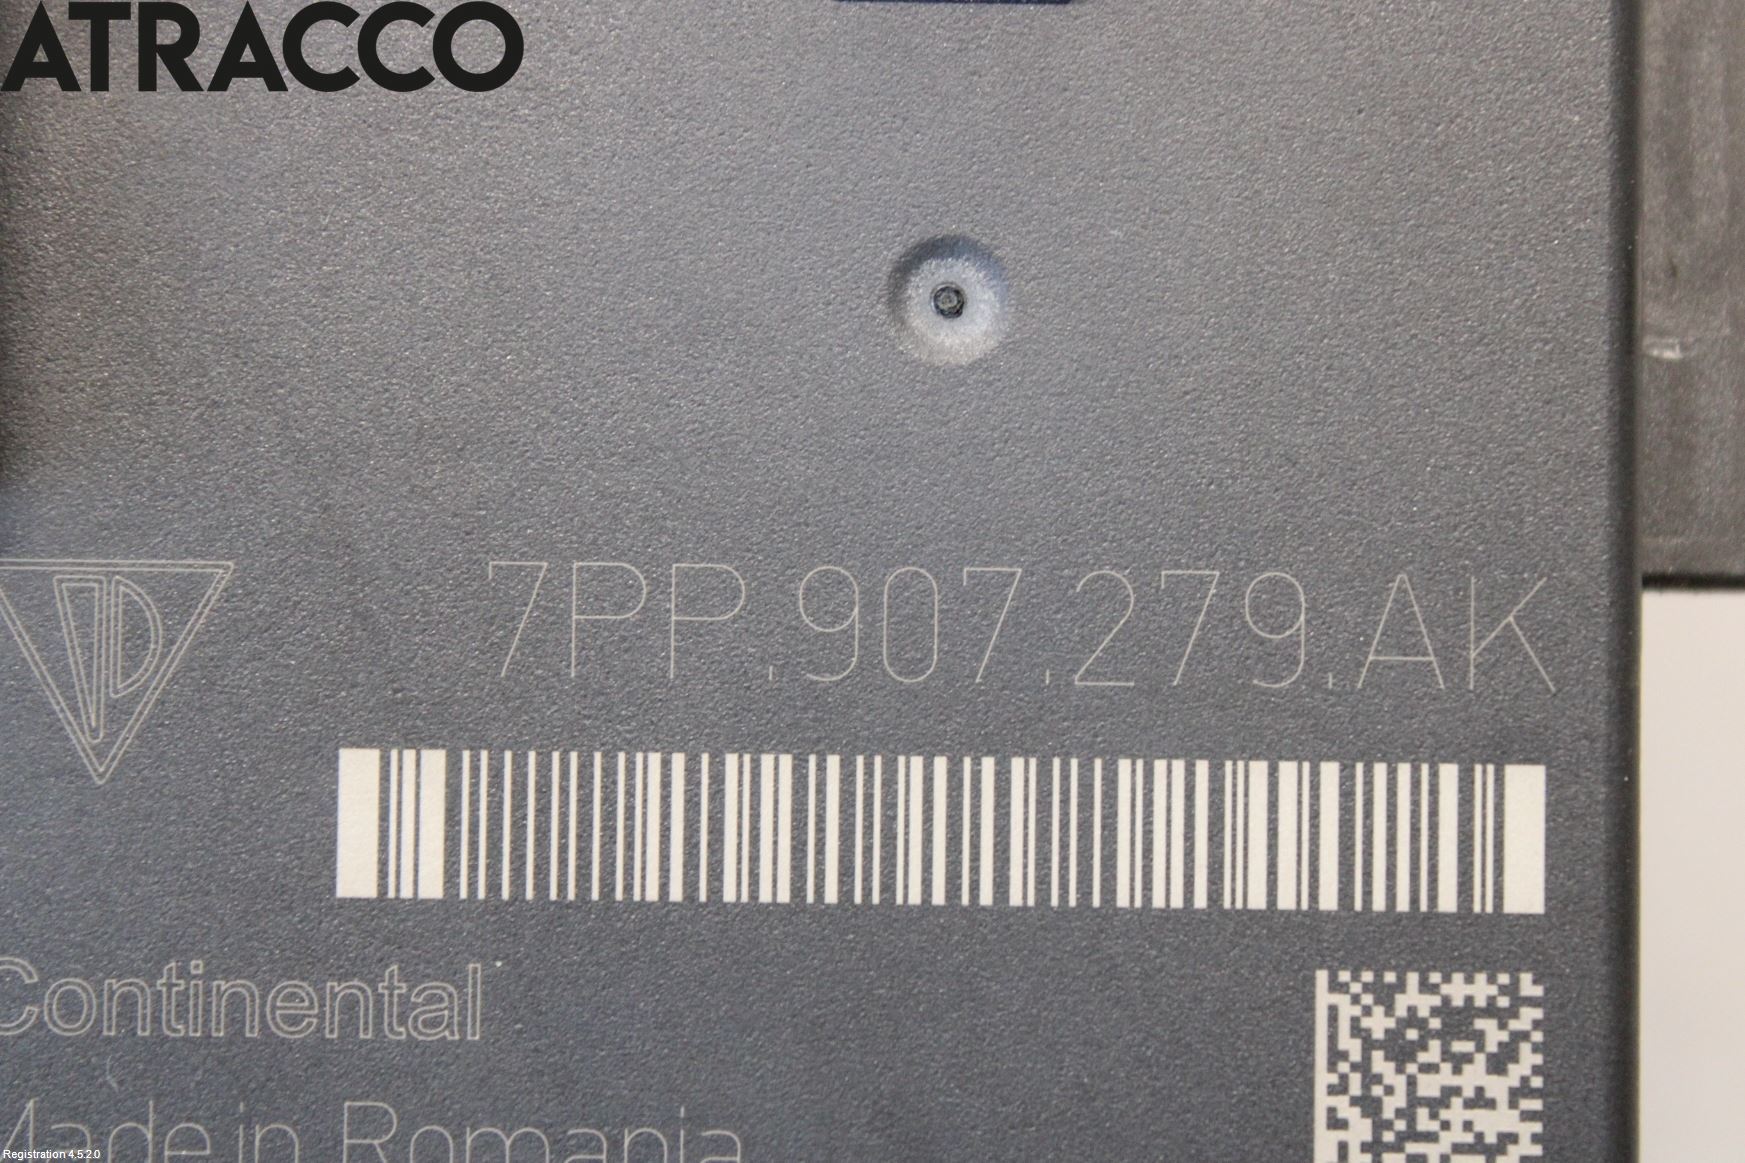 ATRACCO
7PP.907.279.AK
Continental
Made in Romania
Registration 4.5.2.0